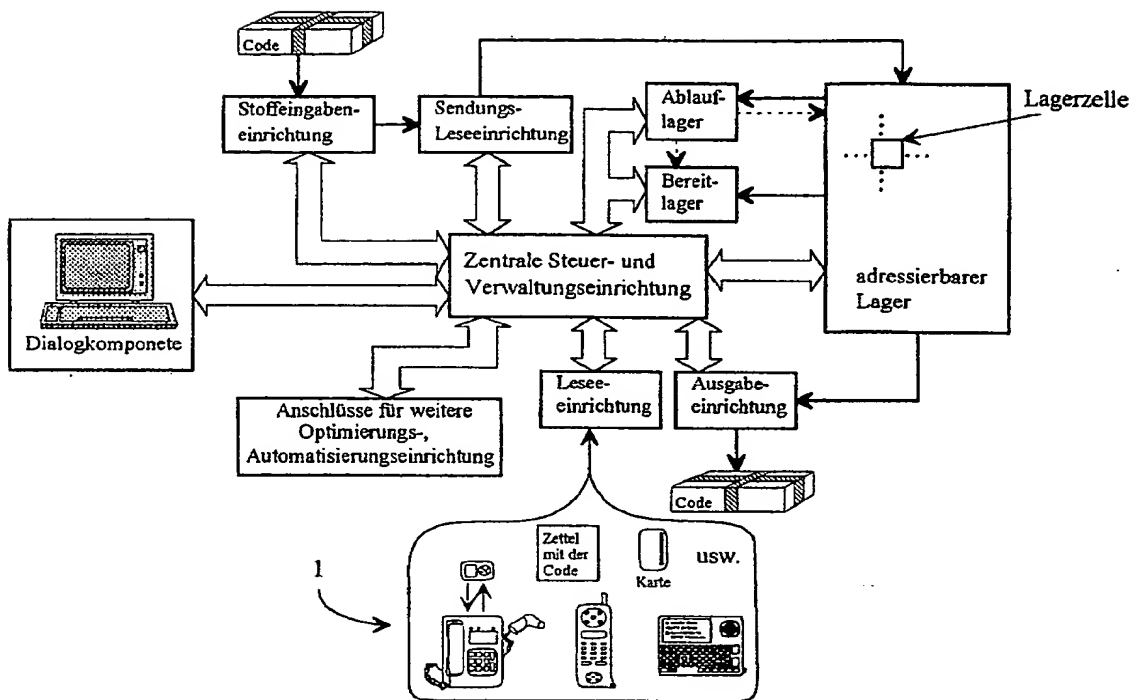 Code
Stoffeingaben-
einrichtung
Sendungs-
Leseeinrichtung
Ablauf-
lager
Bereit-
lager
Lagerzelle
adressierbarer
Lager
Zentrale Steuer- und
Verwaltungseinrichtung
Dialogkomponete
Anschlüsse für weitere
Optimierungs-,
Automatisierungseinrichtung
Lesee-
einrichtung
Ausgabe-
einrichtung
Code
Zettel
mit der
Code
Karte
usw.
1